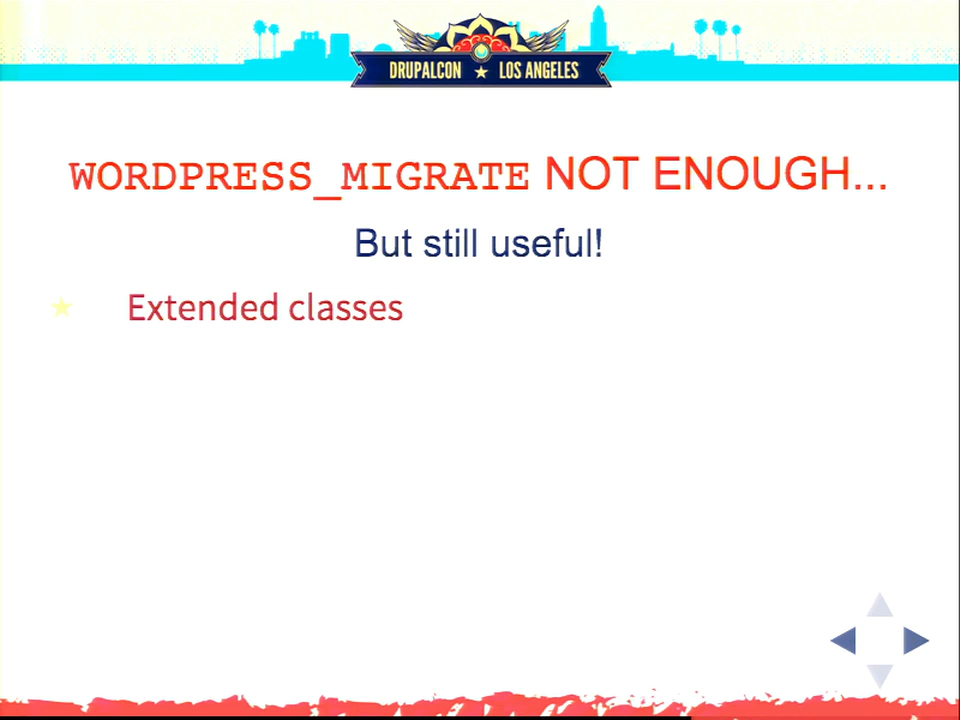 DRUPALCON ★ LOS ANGELES
WORDPRESS_MIGRATE NOT ENOUGH...
But still useful!
★ Extended classes